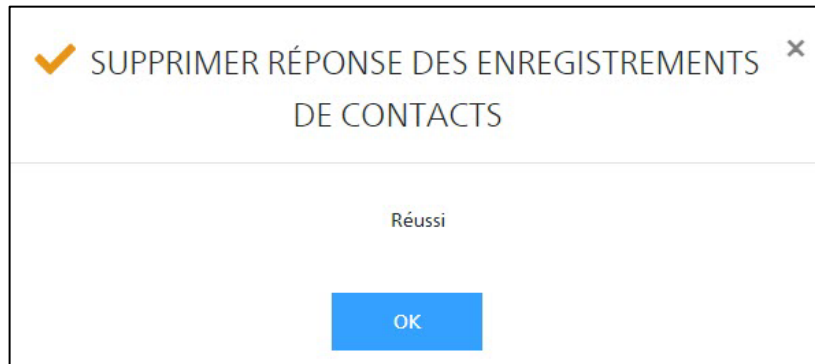 SUPPRIMER RÉPONSE DES ENREGISTREMENTS
DE CONTACTS
Réussi
OK